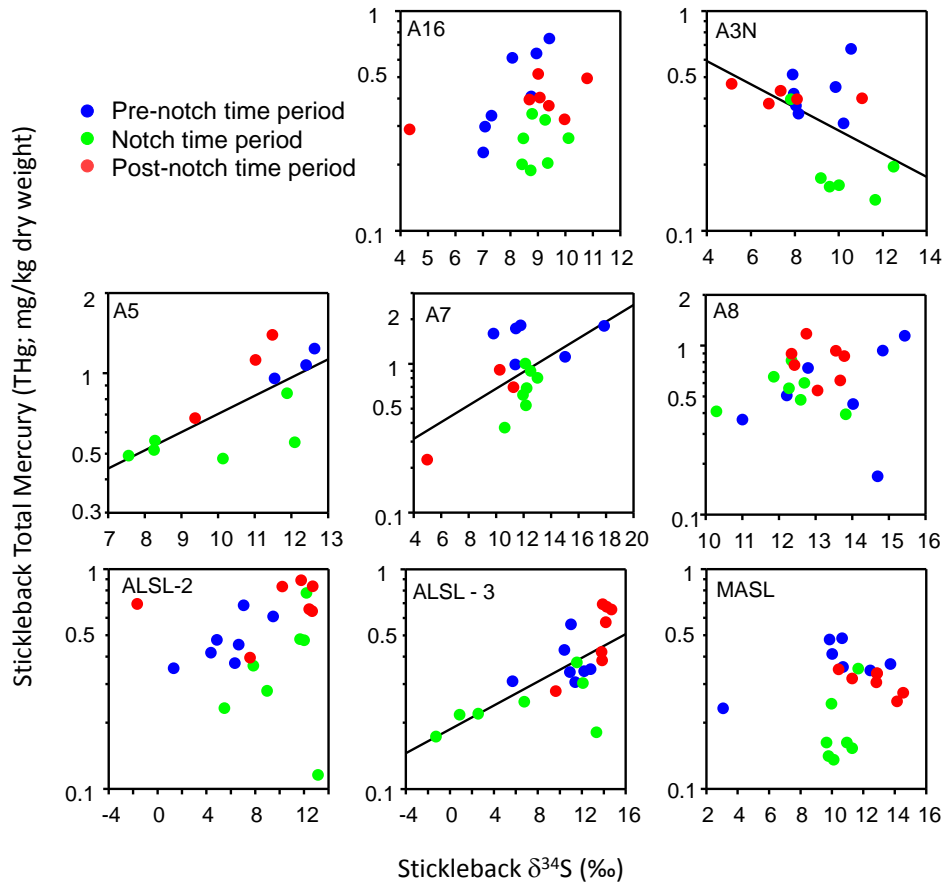 Stickleback Total Mercury (THg; mg/kg dry weight)
Pre-notch time period
Notch time period
Post-notch time period
A16
1
0.5
0.1
4 5 6 7 8 9 10 11 12
A3N
1
0.5
0.1
4 6 8 10 12 14
A5
2
1
0.5
0.3
7 8 9 10 11 12 13
A7
2
1
0.5
0.1
4 6 8 10 12 14 16 18 20
A8
2
1
0.5
0.1
10 11 12 13 14 15 16
ALSL-2
1
0.5
0.1
-4 0 4 8 12
ALSL - 3
1
0.5
0.1
-4 0 4 8 12 16
MASL
1
0.5
0.1
2 4 6 8 10 12 14 16
Stickleback δ³⁴S (‰)